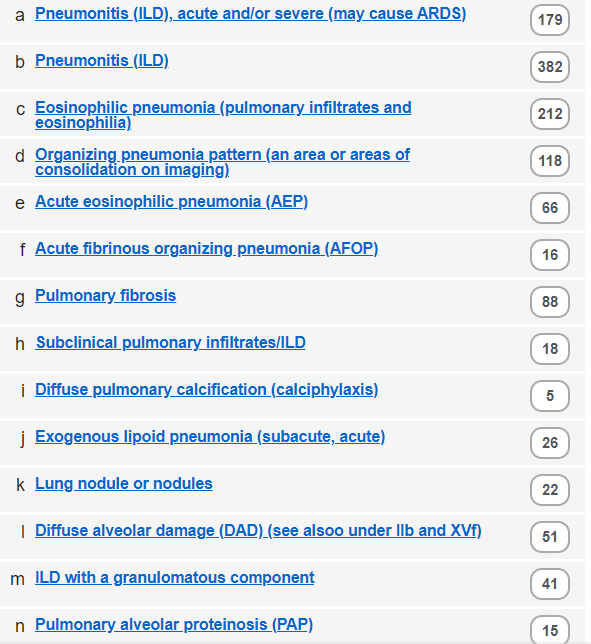 a Pneumonitis (ILD), acute and/or severe (may cause ARDS) 179
b Pneumonitis (ILD) 382
c Eosinophilic pneumonia (pulmonary infiltrates and
eosinophilia) 212
d Organizing pneumonia pattern (an area or areas of
consolidation on imaging) 118
e Acute eosinophilic pneumonia (AEP) 66
f Acute fibrinous organizing pneumonia (AFOP) 16
g Pulmonary fibrosis 88
h Subclinical pulmonary infiltrates/ILD 18
i Diffuse pulmonary calcification (calciphylaxis) 5
j Exogenous lipoid pneumonia (subacute, acute) 26
k Lung nodule or nodules 22
l Diffuse alveolar damage (DAD) (see alsoo under IIb and XVf) 51
m ILD with a granulomatous component 41
n Pulmonary alveolar proteinosis (PAP) 15